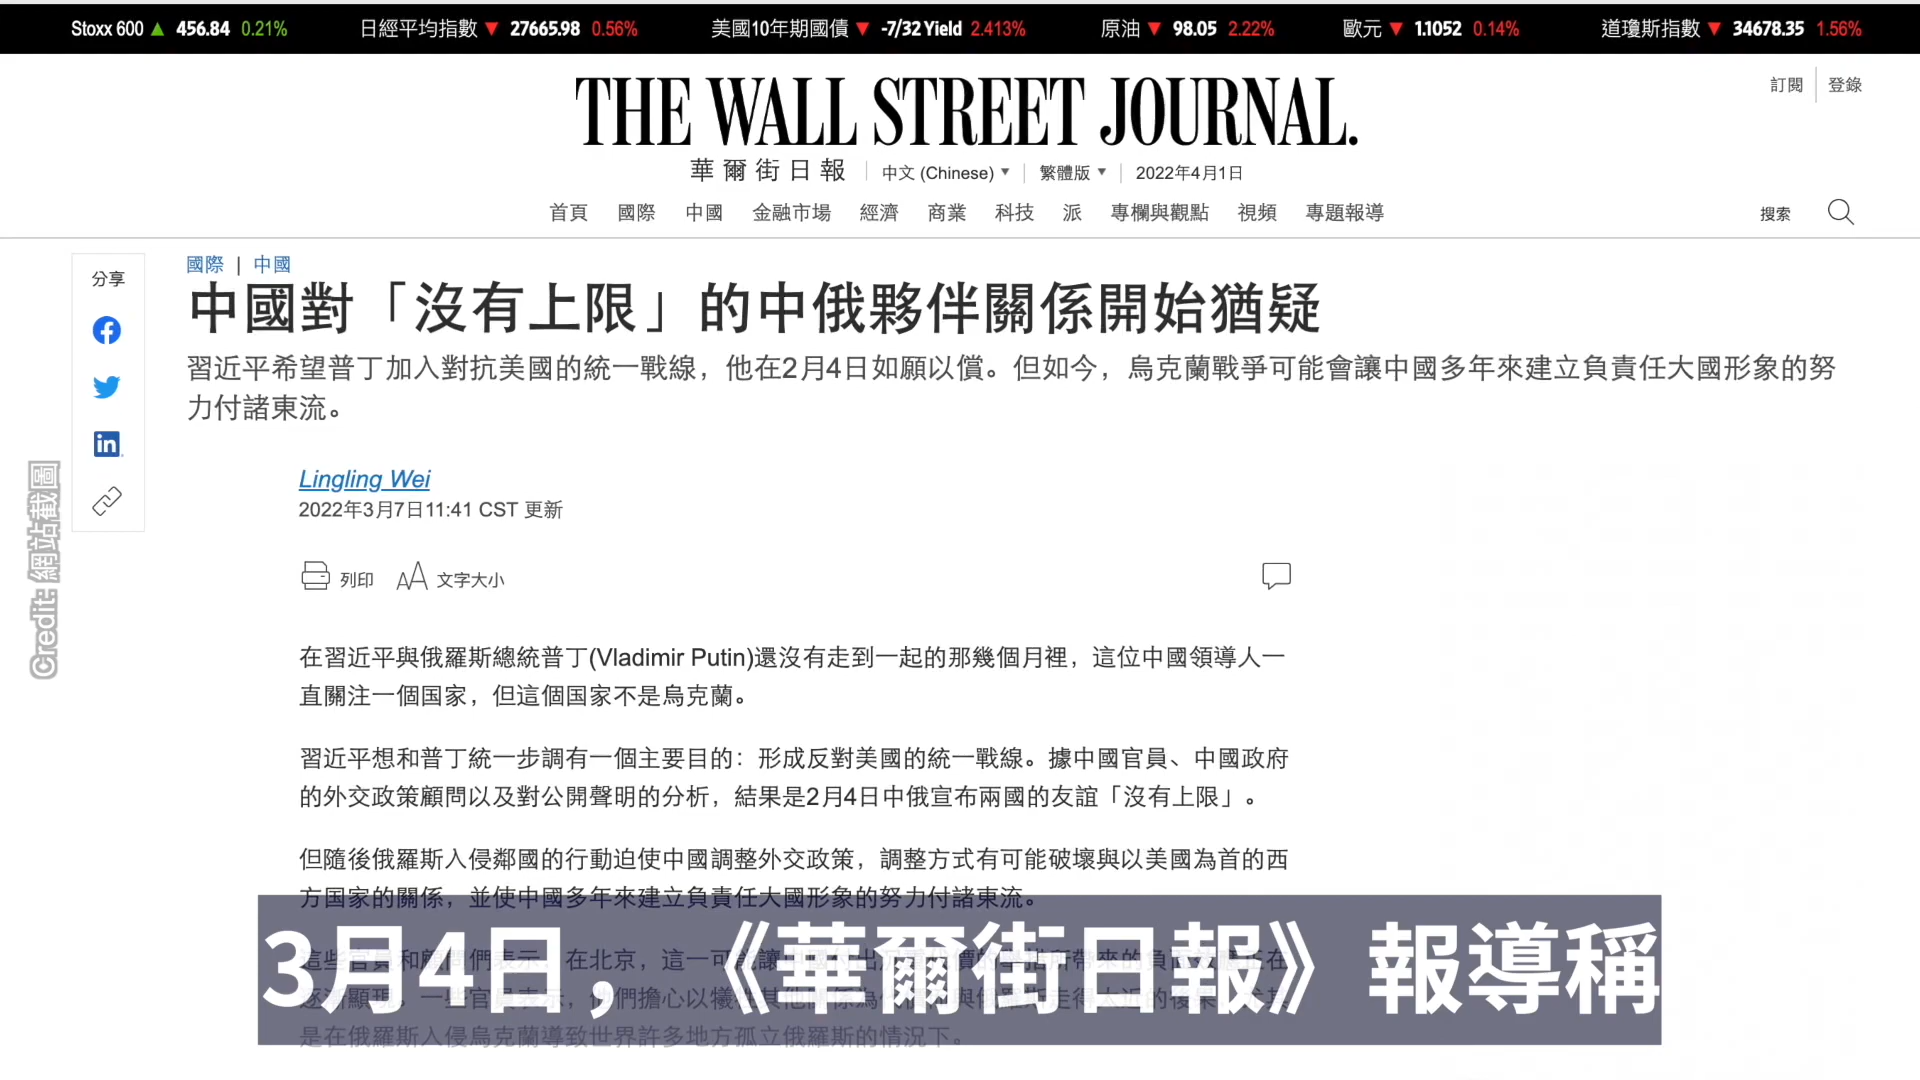 Stoxx 600 ▲ 456.84 0.21% 日經平均指數 ▼ 27665.98 0.56% 美國10年期國債 ▼ -7/32 Yield 2.413% 原油 ▼ 98.05 2.22% 歐元 ▼ 1.1052 0.14% 道瓊斯指數 ▼ 34678.35 1.56%
THE WALL STREET JOURNAL.
訂閱 登錄
華爾街日報 中文 (Chinese) 繁體版 2022年4月1日
首頁 國際 中國 金融市場 經濟 商業 科技 派 專欄與觀點 視頻 專題報導 搜索
分享
國際 | 中國
中國對「沒有上限」的中俄夥伴關係開始猶疑
習近平希望普丁加入對抗美國的統一戰線，他在2月4日如願以償。但如今，烏克蘭戰爭可能會讓中國多年來建立負責任大國形象的努
力付諸東流。
Credit: 網站截圖
Lingling Wei
2022年3月7日11:41 CST 更新
列印 文字大小
在習近平與俄羅斯總統普丁(Vladimir Putin)還沒有走到一起的那幾個月裡，這位中國領導人一
直關注一個国家，但這個国家不是烏克蘭。
習近平想和普丁統一步調有一個主要目的：形成反對美國的統一戰線。據中國官員、中國政府
的外交政策顧問以及對公開聲明的分析，結果是2月4日中俄宣布兩國的友誼「沒有上限」。
但隨後俄羅斯入侵鄰國的行動迫使中國調整外交政策，調整方式有可能破壞與以美國為首的西
方国家的關係，並使中國多年來建立負責任大國形象的努力付諸東流。
3月4日，《華爾街日報》報導稱
是在俄羅斯入侵烏克蘭導致世界許多地方孤立俄羅斯的情況下。